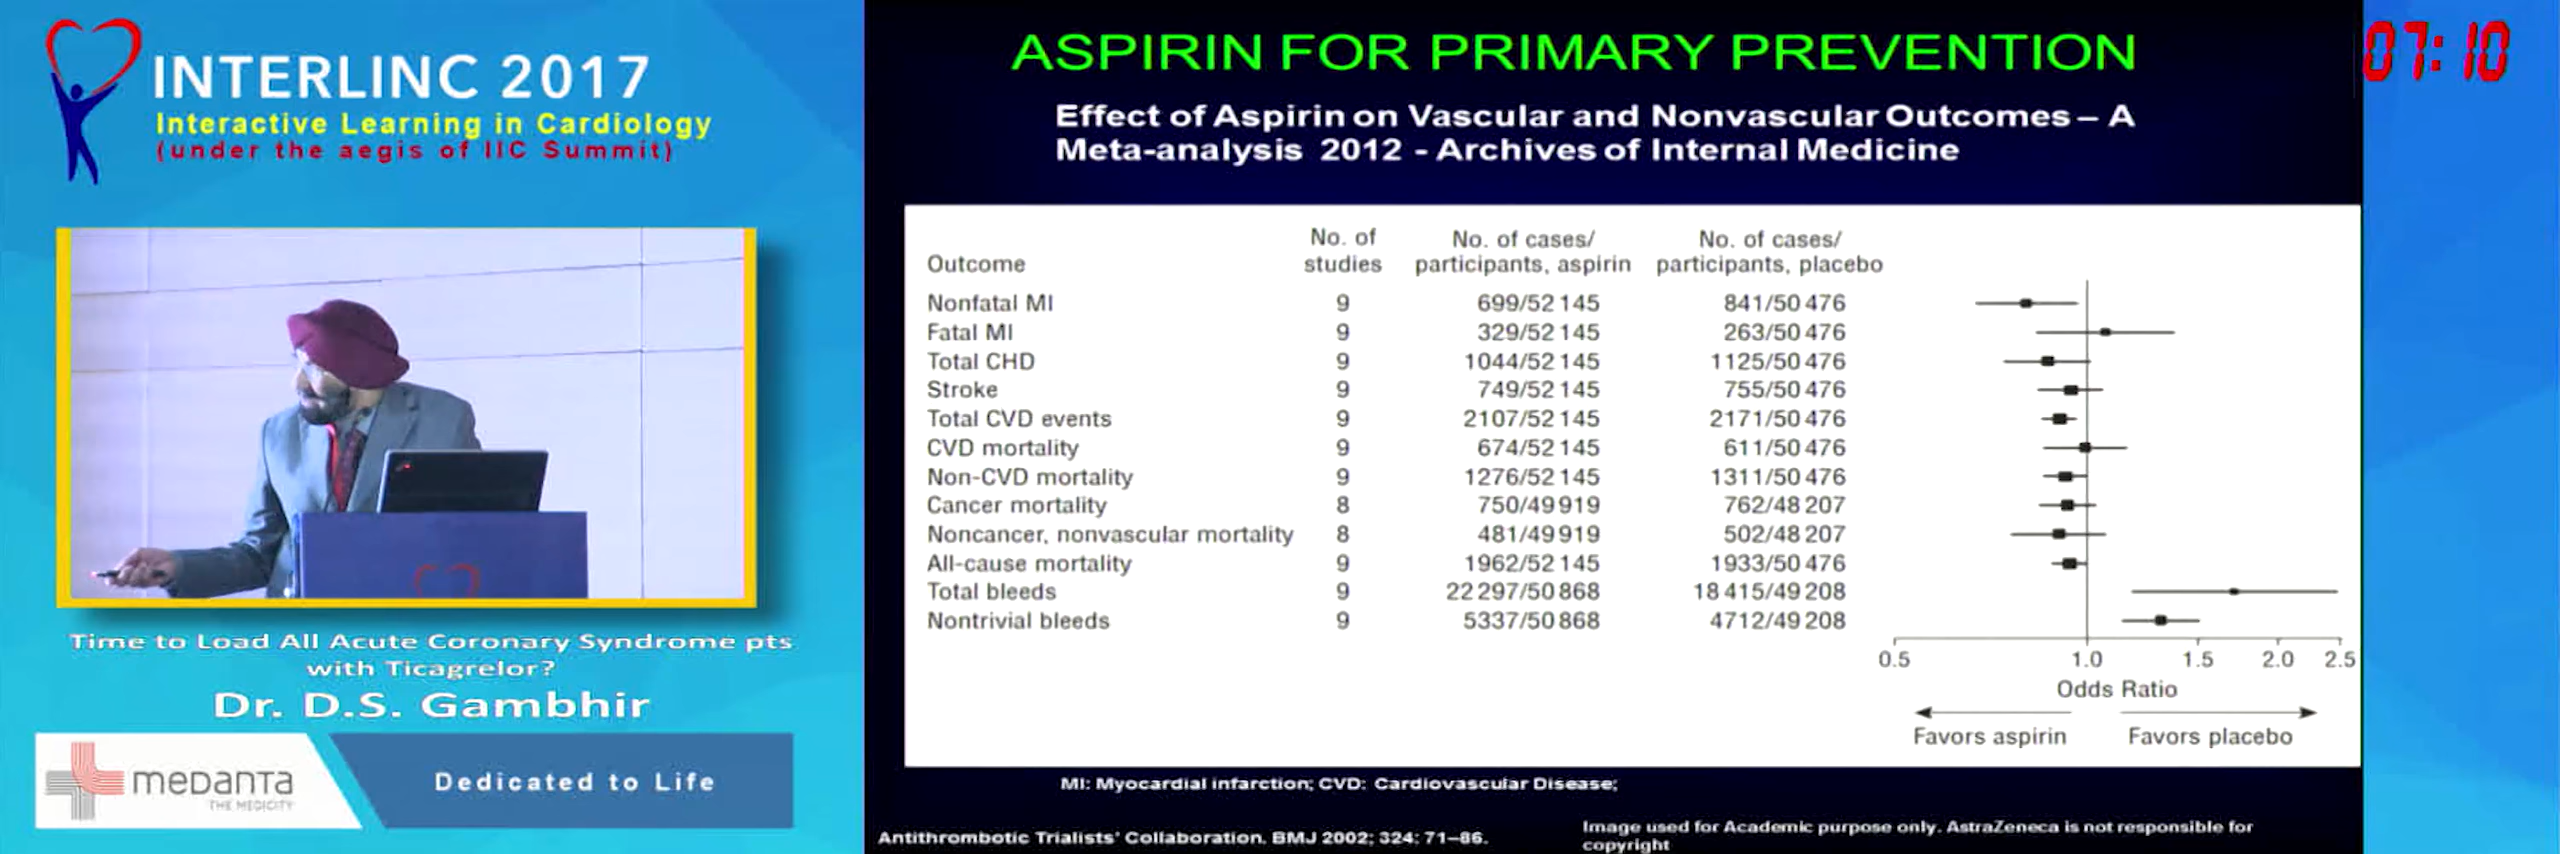 INTERLINC 2017
Interactive Learning in Cardiology
(under the aegis of IIC Summit)
Time to Load All Acute Coronary Syndrome pts
with Ticagrelor?
Dr. D.S. Gambhir
medanta
THE MEDICITY
Dedicated to Life
ASPIRIN FOR PRIMARY PREVENTION
07:10
Effect of Aspirin on Vascular and Nonvascular Outcomes – A
Meta-analysis 2012 - Archives of Internal Medicine
No. of No. of cases/ No. of cases/
Outcome studies participants, aspirin participants, placebo
Nonfatal MI 9 699/52 145 841/50 476
Fatal MI 9 329/52 145 263/50 476
Total CHD 9 1044/52 145 1125/50 476
Stroke 9 749/52 145 755/50 476
Total CVD events 9 2107/52 145 2171/50 476
CVD mortality 9 674/52 145 611/50 476
Non-CVD mortality 9 1276/52 145 1311/50 476
Cancer mortality 8 750/49 919 762/48 207
Noncancer, nonvascular mortality 8 481/49 919 502/48 207
All-cause mortality 9 1962/52 145 1933/50 476
Total bleeds 9 22 297/50 868 18 415/49 208
Nontrivial bleeds 9 5337/50 868 4712/49 208
0.5 1.0 1.5 2.0 2.5
Odds Ratio
Favors aspirin Favors placebo
MI: Myocardial infarction; CVD: Cardiovascular Disease;
Antithrombotic Trialists' Collaboration. BMJ 2002; 324: 71–86.
Image used for Academic purpose only. AstraZeneca is not responsible for
copyright